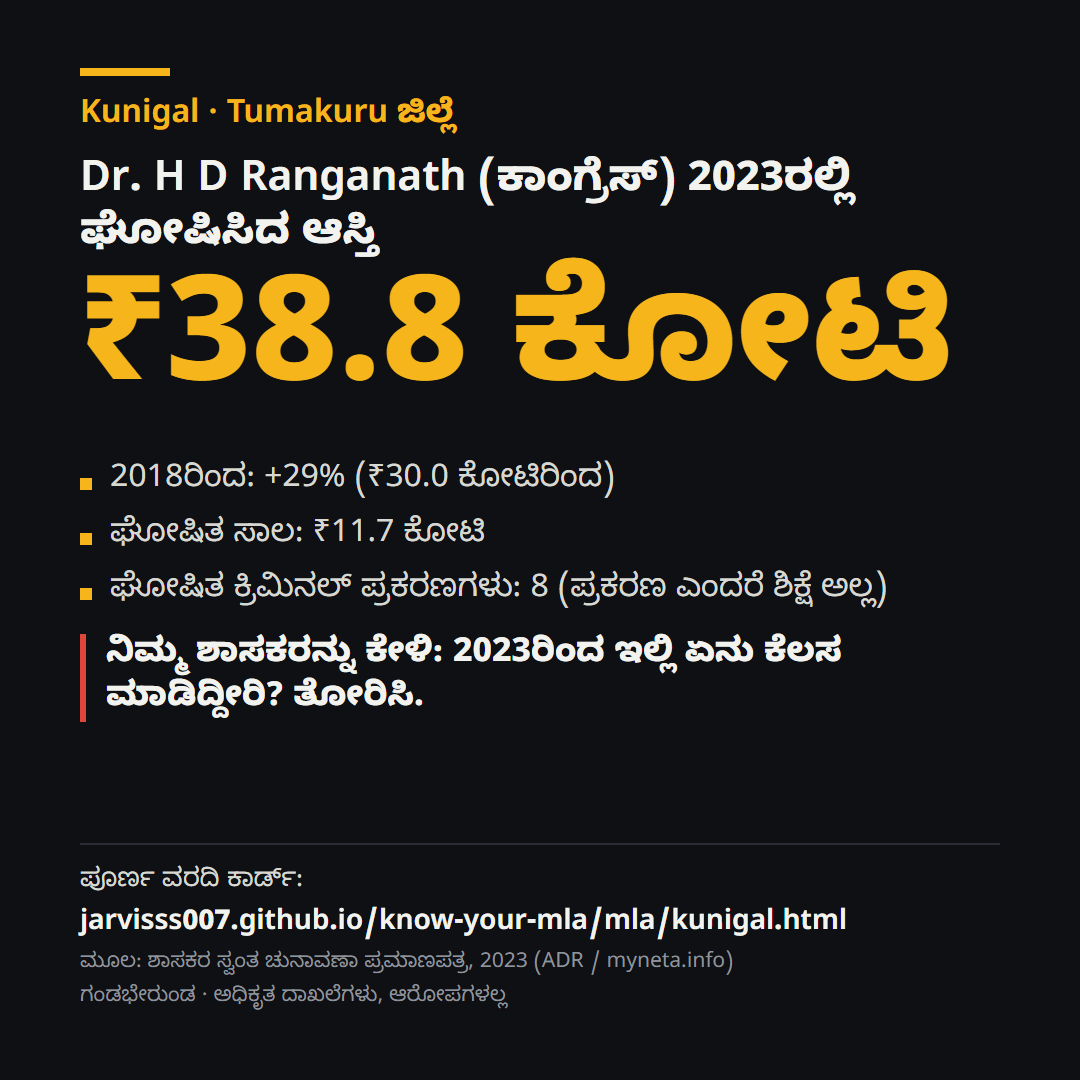 Kunigal · Tumakuru ಜಿಲ್ಲೆ
Dr. H D Ranganath (ಕಾಂಗ್ರೆಸ್) 2023ರಲ್ಲಿ
ಘೋಷಿಸಿದ ಆಸ್ತಿ
₹38.8 ಕೋಟಿ
2018ರಿಂದ: +29% (₹30.0 ಕೋಟಿರಿಂದ)
ಘೋಷಿತ ಸಾಲ: ₹11.7 ಕೋಟಿ
ಘೋಷಿತ ಕ್ರಿಮಿನಲ್ ಪ್ರಕರಣಗಳು: 8 (ಪ್ರಕರಣ ಎಂದರೆ ಶಿಕ್ಷೆ ಅಲ್ಲ)
ನಿಮ್ಮ ಶಾಸಕರನ್ನು ಕೇಳಿ: 2023ರಿಂದ ಇಲ್ಲಿ ಏನು ಕೆಲಸ
ಮಾಡಿದ್ದೀರಿ? ತೋರಿಸಿ.
ಪೂರ್ಣ ವರದಿ ಕಾರ್ಡ್:
jarvisss007.github.io/know-your-mla/mla/kunigal.html
ಮೂಲ: ಶಾಸಕರ ಸ್ವಂತ ಚುನಾವಣಾ ಪ್ರಮಾಣಪತ್ರ, 2023 (ADR / myneta.info)
ಗಂಡಭೇರುಂಡ · ಅಧಿಕೃತ ದಾಖಲೆಗಳು, ಆರೋಪಗಳಲ್ಲ